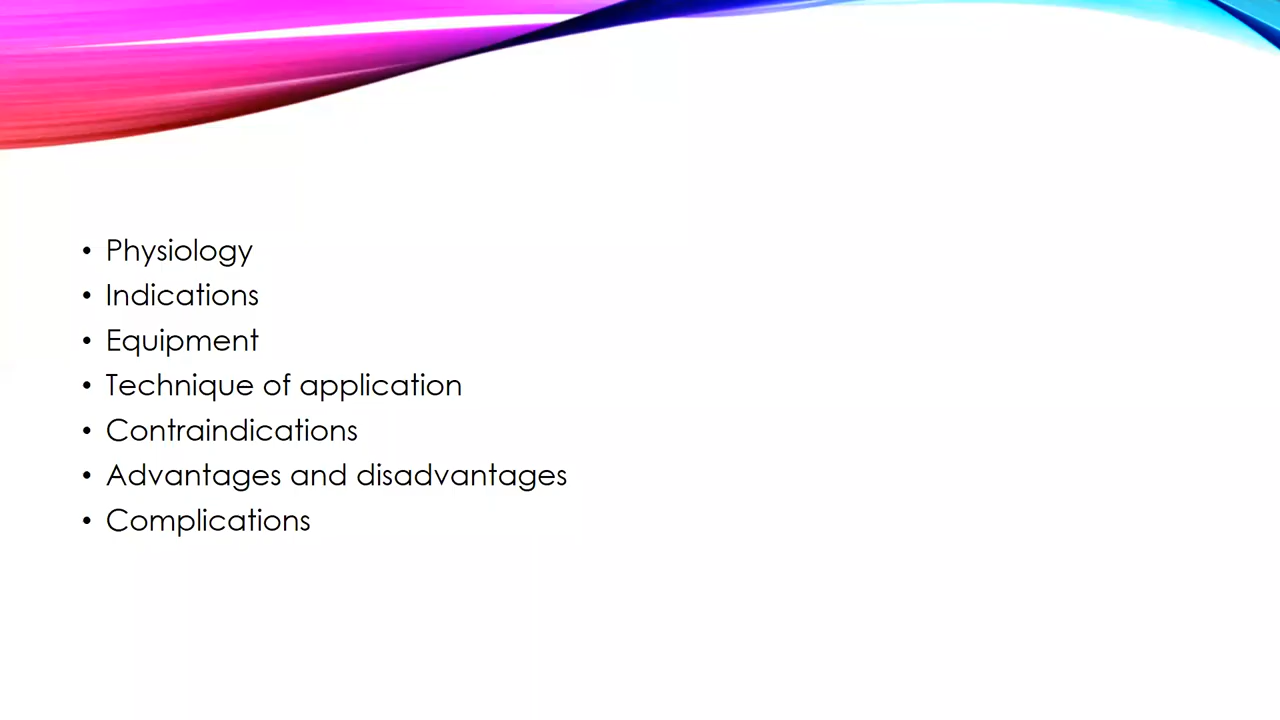 • Physiology
• Indications
• Equipment
• Technique of application
• Contraindications
• Advantages and disadvantages
• Complications